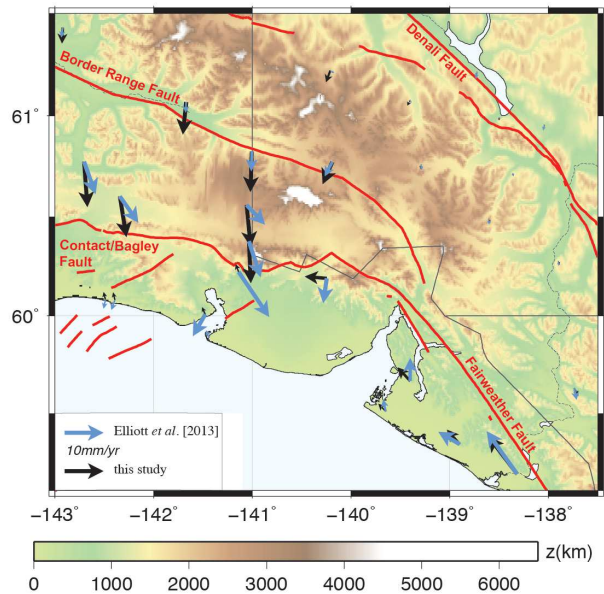 Border Range Fault
Denali Fault
61°
Contact/Bagley
Fault
60°
Fairweather Fault
Elliott et al. [2013]
10mm/yr
this study
−143 −142 −141 −140 −139 −138
z(km)
0 1000 2000 3000 4000 5000 6000